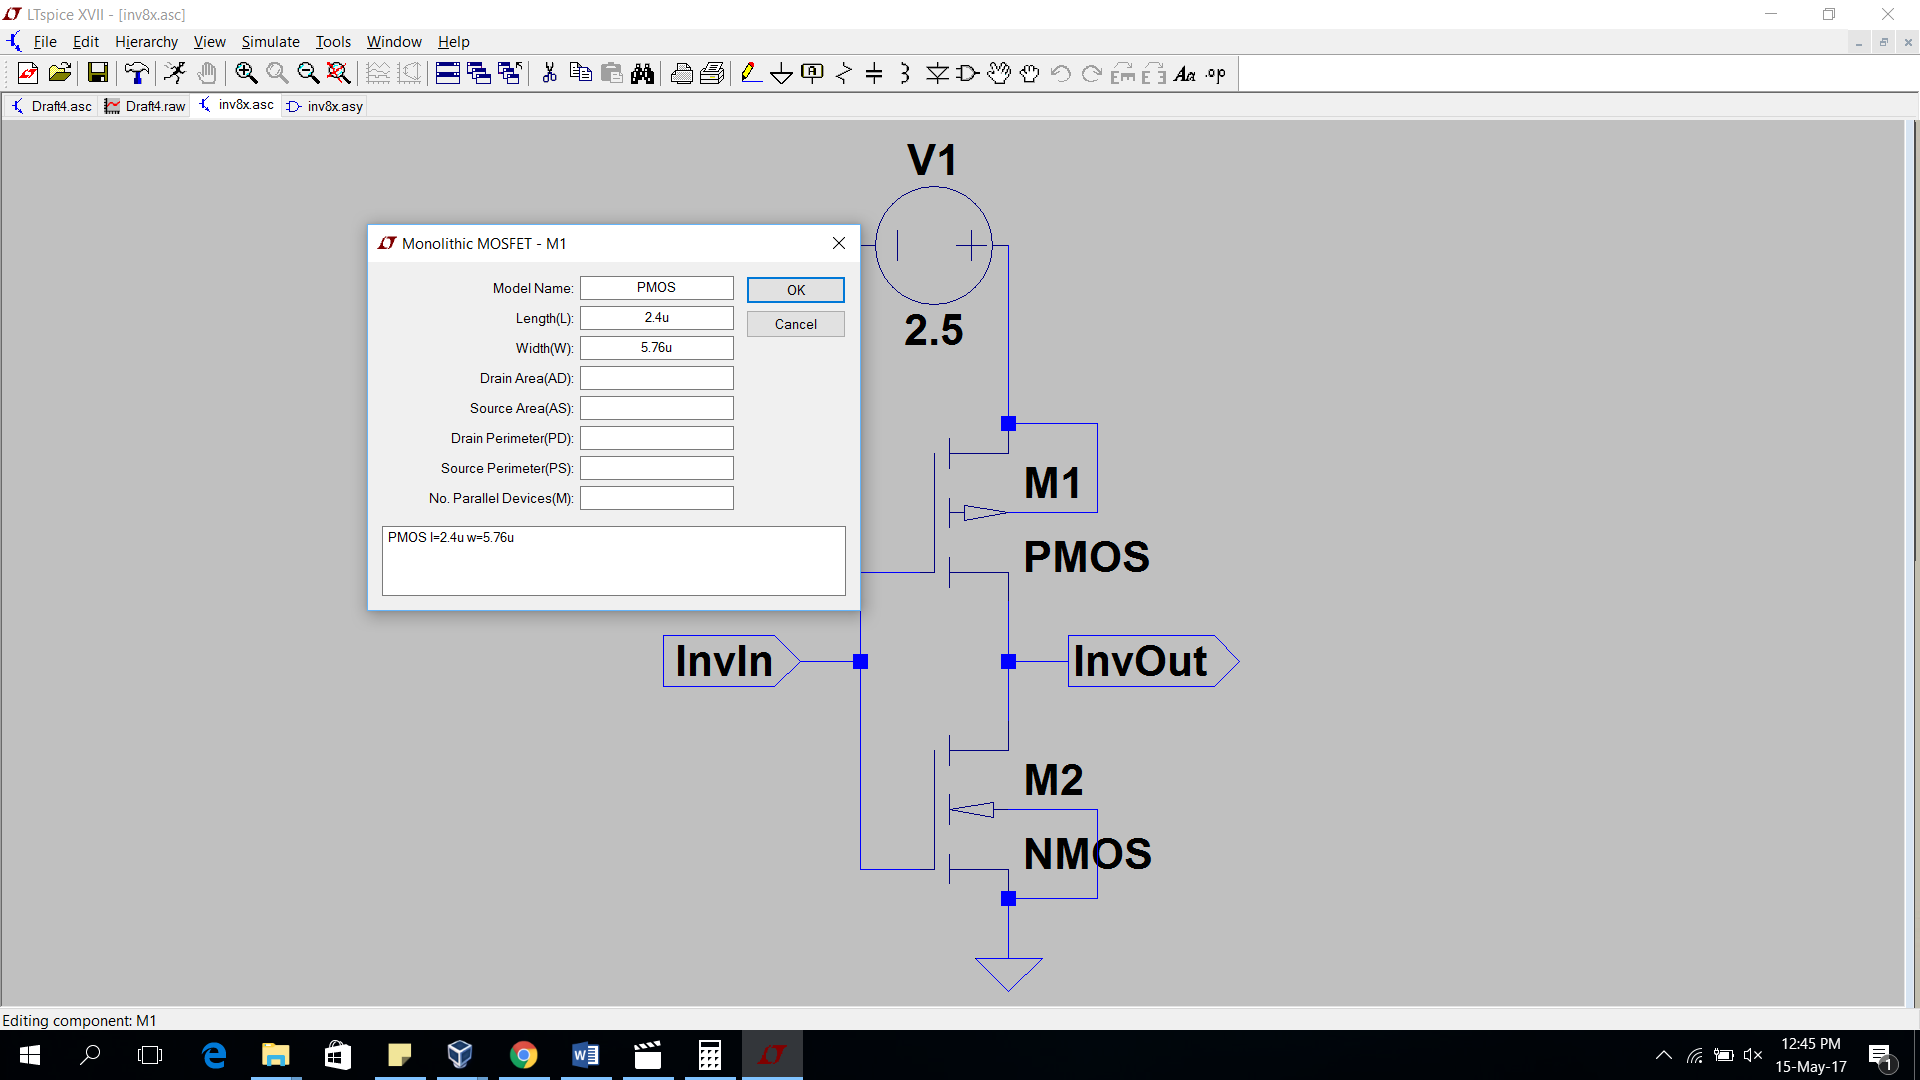 LTspice XVII - [inv8x.asc]
File Edit Hierarchy View Simulate Tools Window Help
Draft4.asc Draft4.raw inv8x.asc inv8x.asy
V1
2.5
Monolithic MOSFET - M1
Model Name: PMOS OK
Length(L): 2.4u Cancel
Width(W): 5.76u
Drain Area(AD):
Source Area(AS):
Drain Perimeter(PD):
Source Perimeter(PS):
No. Parallel Devices(M):
PMOS l=2.4u w=5.76u
M1
PMOS
InvIn InvOut
M2
NMOS
Editing component: M1
12:45 PM
15-May-17
1